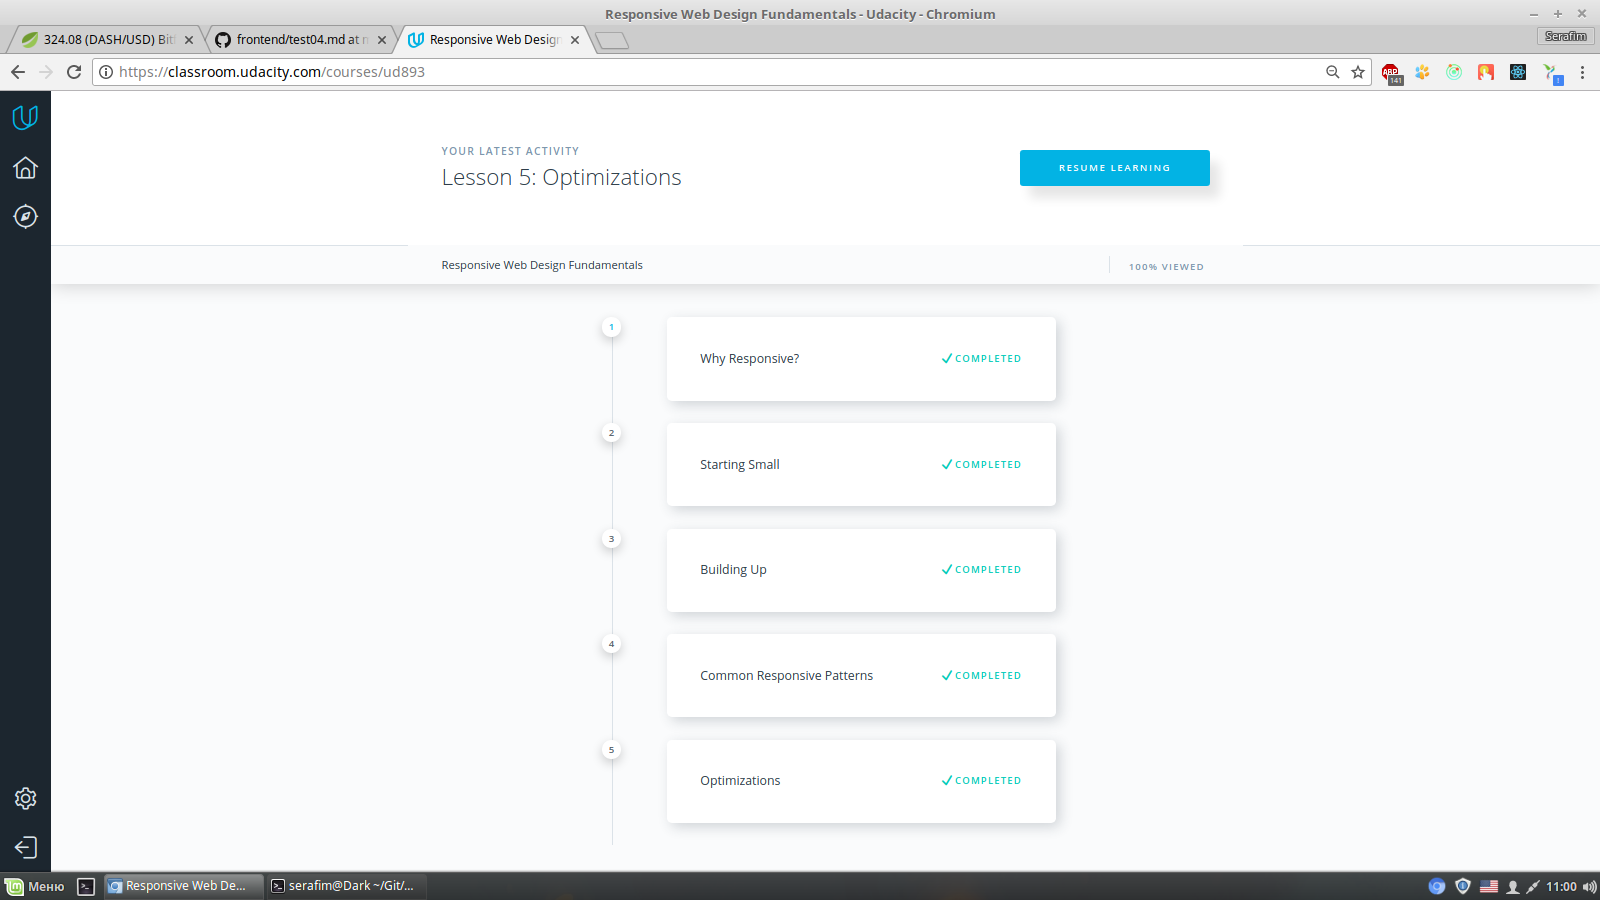 Responsive Web Design Fundamentals - Udacity - Chromium
324.08 (DASH/USD) Bit
frontend/test04.md at
Responsive Web Design
Serafim
https://classroom.udacity.com/courses/ud893
ABP
141
YOUR LATEST ACTIVITY
Lesson 5: Optimizations
RESUME LEARNING
Responsive Web Design Fundamentals
100% VIEWED
1
Why Responsive?
COMPLETED
2
Starting Small
COMPLETED
3
Building Up
COMPLETED
4
Common Responsive Patterns
COMPLETED
5
Optimizations
COMPLETED
Меню
Responsive Web De...
serafim@Dark ~/Git/...
11:00